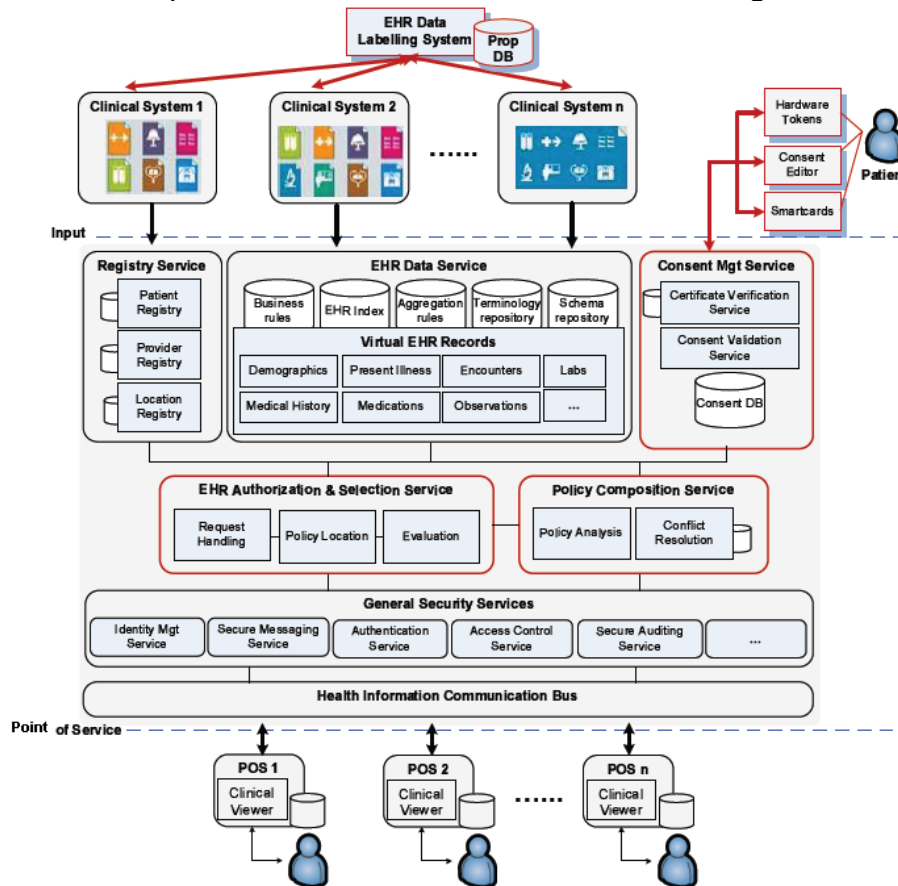 EHR Data
Labelling System
Prop
DB
Clinical System 1
Clinical System 2
Clinical System n
......
Hardware
Tokens
Consent
Editor
Smartcards
Patien
Input
Registry Service
Patient
Registry
Provider
Registry
Location
Registry
EHR Data Service
Business
rules
EHR Index
Aggregation
rules
Terminology
repository
Schema
repository
Virtual EHR Records
Demographics
Present Illness
Encounters
Labs
Medical History
Medications
Observations
...
Consent Mgt Service
Certificate Verification
Service
Consent Validation
Service
Consent DB
EHR Authorization & Selection Service
Request
Handling
Policy Location
Evaluation
Policy Composition Service
Policy Analysis
Conflict
Resolution
General Security Services
Identity Mgt
Service
Secure Messaging
Service
Authentication
Service
Access Control
Service
Secure Auditing
Service
...
Health Information Communication Bus
Point of Service
POS 1
Clinical
Viewer
POS 2
Clinical
Viewer
......
POS n
Clinical
Viewer